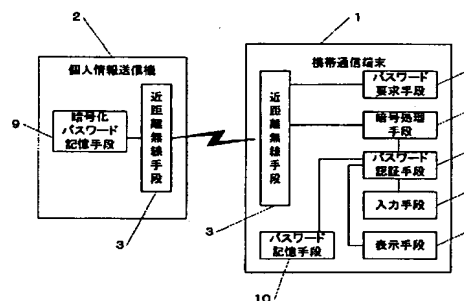 2
個人情報送信機
9
暗号化
パスワード
記憶手段
近距離無線手段
3
1
携帯通信端末
近距離無線手段
3
パスワード
要求手段
暗号処理
手段
パスワード
認証手段
入力手段
表示手段
パスワード
記憶手段
10